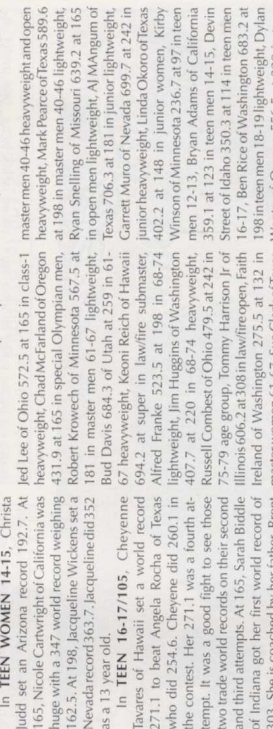 In TEEN WOMEN 14-15, Christa
Judd set an Arizona record 192.7. At
165, Nicole Cartwright of California was
huge with a 347 world record weighing
162.5. At 198, Jacqueline Wickens set a
Nevada record 363.7. Jacqueline did 352
as a 13 year old.
In TEEN 16-17/105, Cheyenne
Tavares of Hawaii set a world record
271.1 to beat Angela Rocha of Texas
who did 254.6. Cheyene did 260.1 in
the contest. Her 271.1 was a fourth at-
tempt. It was a good light to see those
two trade world records on their second
and third attempts. At 165, Sarah Biddle
of Indiana got her first world record of
Jed Lee of Ohio 572.5 at 165 in class-1
heavyweight, Chad McFarland of Oregon
431.9 at 165 in special Olympian men,
Robert Krowech of Minnesota 567.5 at
181 in master men 61-67 lightweight,
Bud Davis 684.3 of Utah at 259 in 61-
67 heavyweight, Keoni Reich of Hawaii
694.2 at super in law/fire submaster,
Alfred Franke 523.5 at 198 in 68-74
lightweight, Jim Huggins of Washington
407.7 at 220 in 68-74 heavyweight,
Russell Combest of Ohio 479.5 at 242 in
75-79 age group, Tommy Harrison Jr of
Illinois 606.2 at 308 in law/fire open, Faith
Ireland of Washington 275.5 at 132 in
master men 40-46 heavyweight and open
heavyweight, Mark Pearce of Texas 589.6
at 198 in master men 40-46 lightweight,
Ryan Snelling of Missouri 639.2 at 165
in open men lightweight, AJ MAngum of
Texas 706.3 at 181 in junior lightweight,
Garrett Muro of Nevada 699.7 at 242 in
junior heavyweight, Linda Okoro of Texas
402.2 at 148 in junior women, Kirby
Winson of Minnesota 236.7 at 97 in teen
men 12-13, Bryan Adams of California
359.1 at 123 in teen men 14-15, Devin
Street of Idaho 350.3 at 114 in teen men
16-17, Ben Rice of Washington 683.2 at
198 in teen men 18-19 lightweight, Dylan